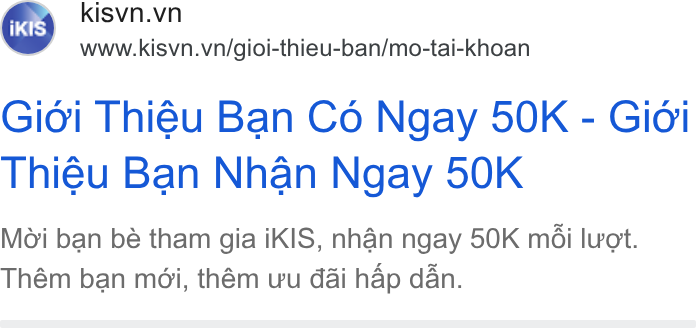 iKIS
kisvn.vn
www.kisvn.vn/gioi-thieu-ban/mo-tai-khoan
Giới Thiệu Bạn Có Ngay 50K - Giới
Thiệu Bạn Nhận Ngay 50K
Mời bạn bè tham gia iKIS, nhận ngay 50K mỗi lượt.
Thêm bạn mới, thêm ưu đãi hấp dẫn.